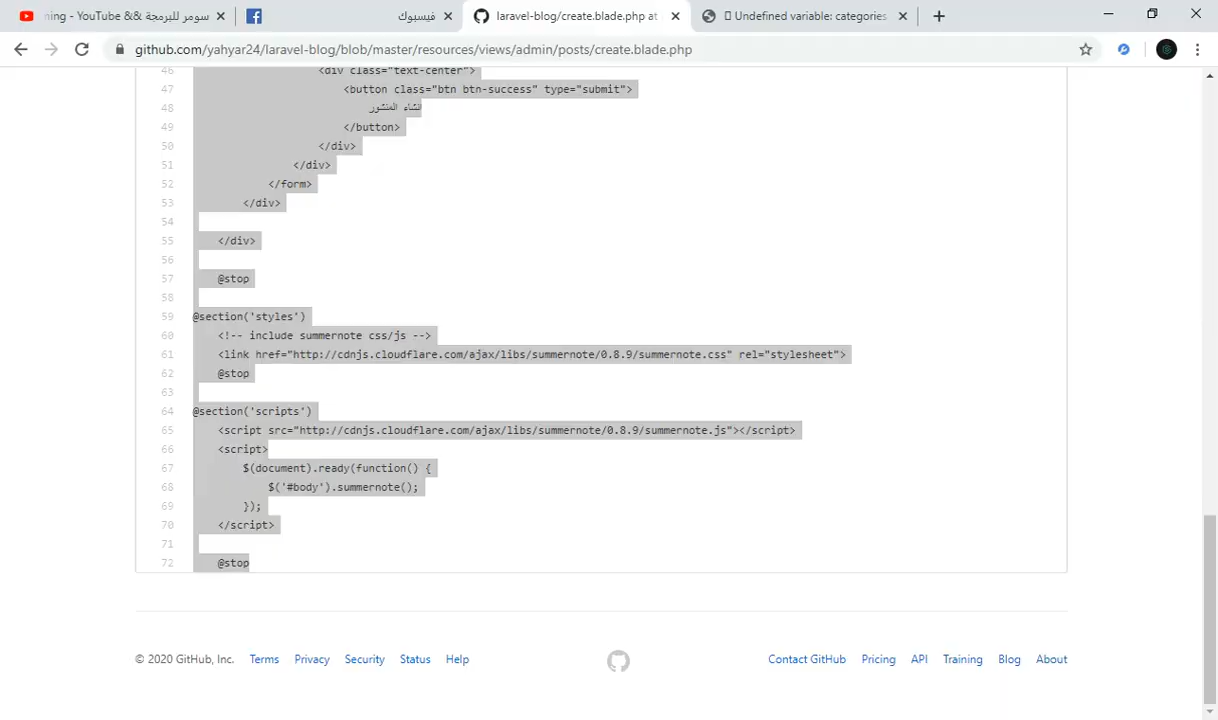 ning - YouTube && سومر للبرمجة
فيسبوك
laravel-blog/create.blade.php at
Undefined variable: categories
github.com/yahyar24/laravel-blog/blob/master/resources/views/admin/posts/create.blade.php
46 <div class="text-center">
47 <button class="btn btn-success" type="submit">
48 انشاء المنشور
49 </button>
50 </div>
51 </div>
52 </form>
53 </div>
54
55 </div>
56
57 @stop
58
59 @section('styles')
60 <!-- include summernote css/js -->
61 <link href="http://cdnjs.cloudflare.com/ajax/libs/summernote/0.8.9/summernote.css" rel="stylesheet">
62 @stop
63
64 @section('scripts')
65 <script src="http://cdnjs.cloudflare.com/ajax/libs/summernote/0.8.9/summernote.js"></script>
66 <script>
67 $(document).ready(function() {
68 $('#body').summernote();
69 });
70 </script>
71
72 @stop
© 2020 GitHub, Inc. Terms Privacy Security Status Help Contact GitHub Pricing API Training Blog About